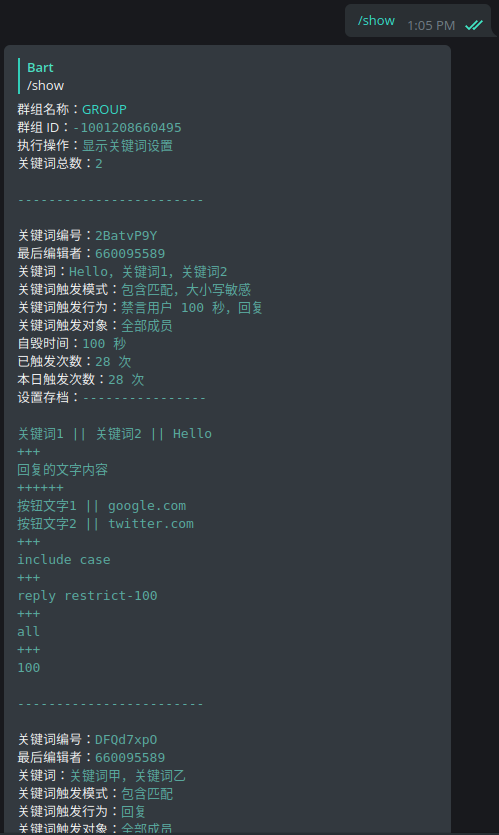 /show
1:05 PM
Bart
/show
群组名称：GROUP
群组 ID：-1001208660495
执行操作：显示关键词设置
关键词总数：2
------------------------
关键词编号：2BatvP9Y
最后编辑者：660095589
关键词：Hello, 关键词1, 关键词2
关键词触发模式：包含匹配，大小写敏感
关键词触发行为：禁言用户 100 秒，回复
关键词触发对象：全部成员
自毁时间：100 秒
已触发次数：28 次
本日触发次数：28 次
设置存档：----------------
关键词1 || 关键词2 || Hello
+++
回复的文字内容
++++++
按钮文字1 || google.com
按钮文字2 || twitter.com
+++
include case
+++
reply restrict-100
+++
all
+++
100
------------------------
关键词编号：DFQd7xpO
最后编辑者：660095589
关键词：关键词甲, 关键词乙
关键词触发模式：包含匹配
关键词触发行为：回复
关键词触发对象：全部成员